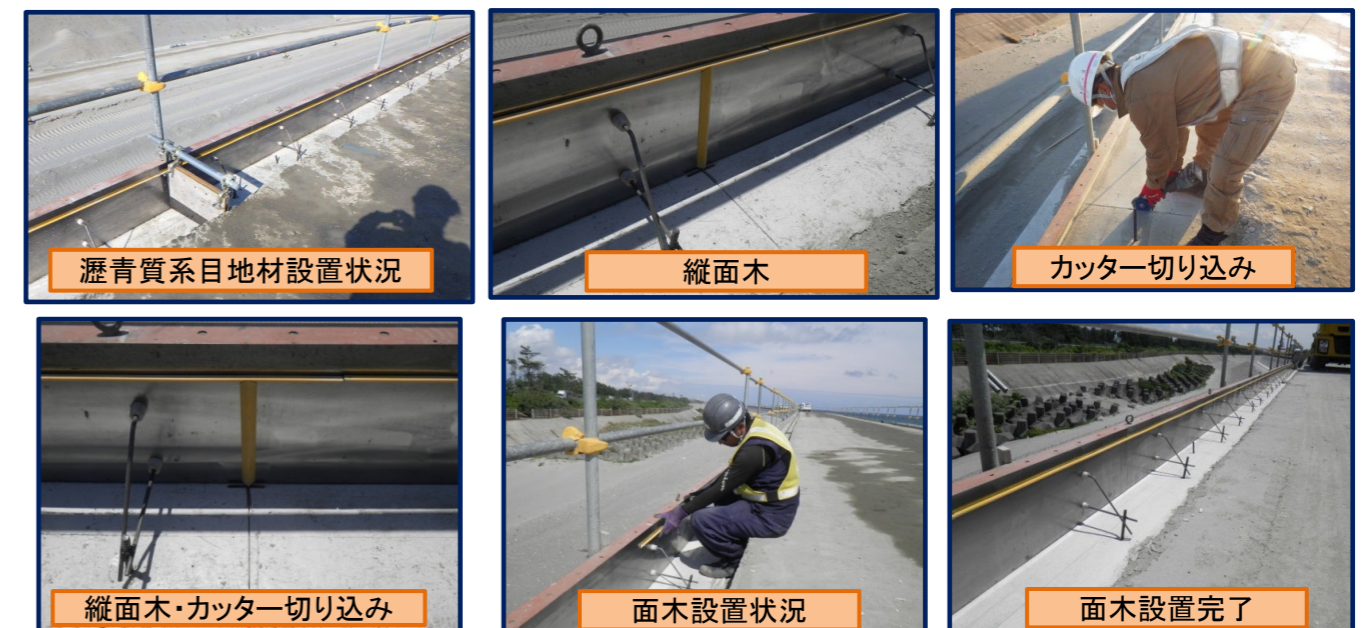 瀝青質系目地材設置状況
縦面木
カッター切り込み
縦面木・カッター切り込み
面木設置状況
面木設置完了